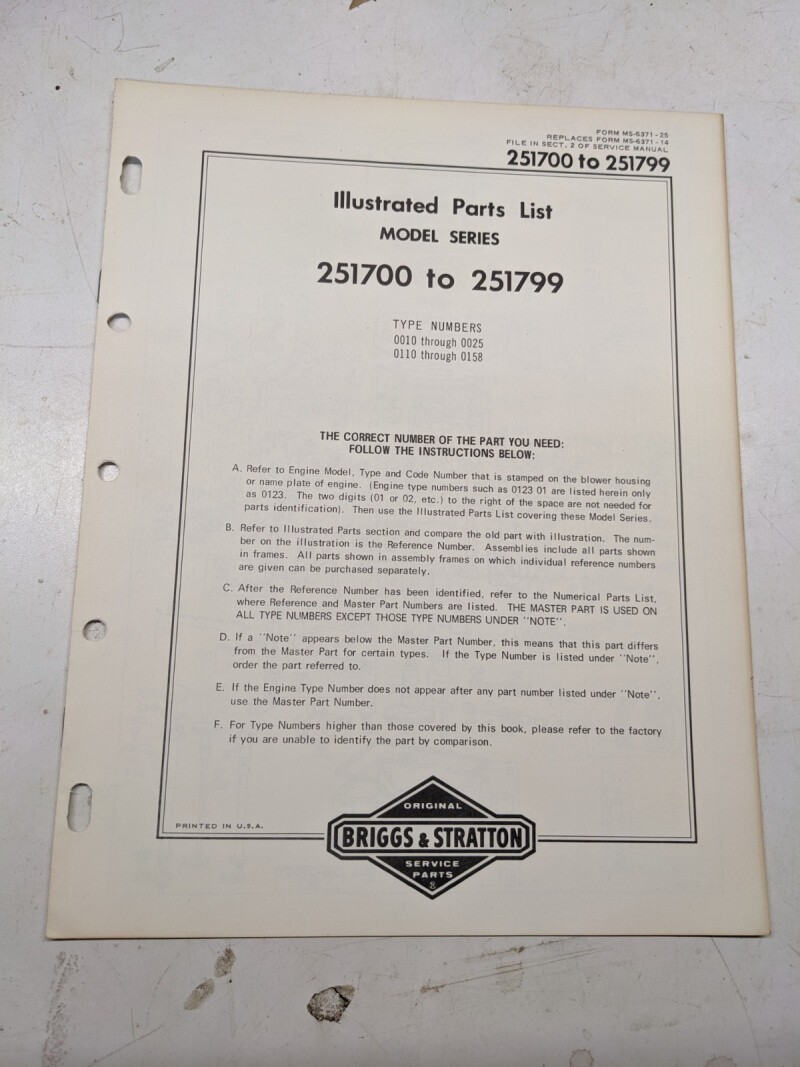 FORM MS-6371-25
REPLACES FORM MS-6371-14
FILE IN SECT. 2 OF SERVICE MANUAL
251700 to 251799
Illustrated Parts List
MODEL SERIES
251700 to 251799
TYPE NUMBERS
0010 through 0025
0110 through 0158
THE CORRECT NUMBER OF THE PART YOU NEED:
FOLLOW THE INSTRUCTIONS BELOW:
A. Refer to Engine Model, Type and Code Number that is stamped on the blower housing
or name plate of engine. (Engine type numbers such as 0123 01 are listed herein only
as 0123. The two digits (01 or 02, etc.) to the right of the space are not needed for
parts identification). Then use the Illustrated Parts List covering these Model Series.
B. Refer to Illustrated Parts section and compare the old part with illustration. The num-
ber on the illustration is the Reference Number. Assemblies include all parts shown
in frames. All parts shown in assembly frames on which individual reference numbers
are given can be purchased separately.
C. After the Reference Number has been identified, refer to the Numerical Parts List,
where Reference and Master Part Numbers are listed. THE MASTER PART IS USED ON
ALL TYPE NUMBERS EXCEPT THOSE TYPE NUMBERS UNDER "NOTE".
D. If a "Note" appears below the Master Part Number, this means that this part differs
from the Master Part for certain types. If the Type Number is listed under "Note",
order the part referred to.
E. If the Engine Type Number does not appear after any part number listed under "Note",
use the Master Part Number.
F. For Type Numbers higher than those covered by this book, please refer to the factory
if you are unable to identify the part by comparison.
PRINTED IN U.S.A.
ORIGINAL
BRIGGS & STRATTON
SERVICE
PARTS